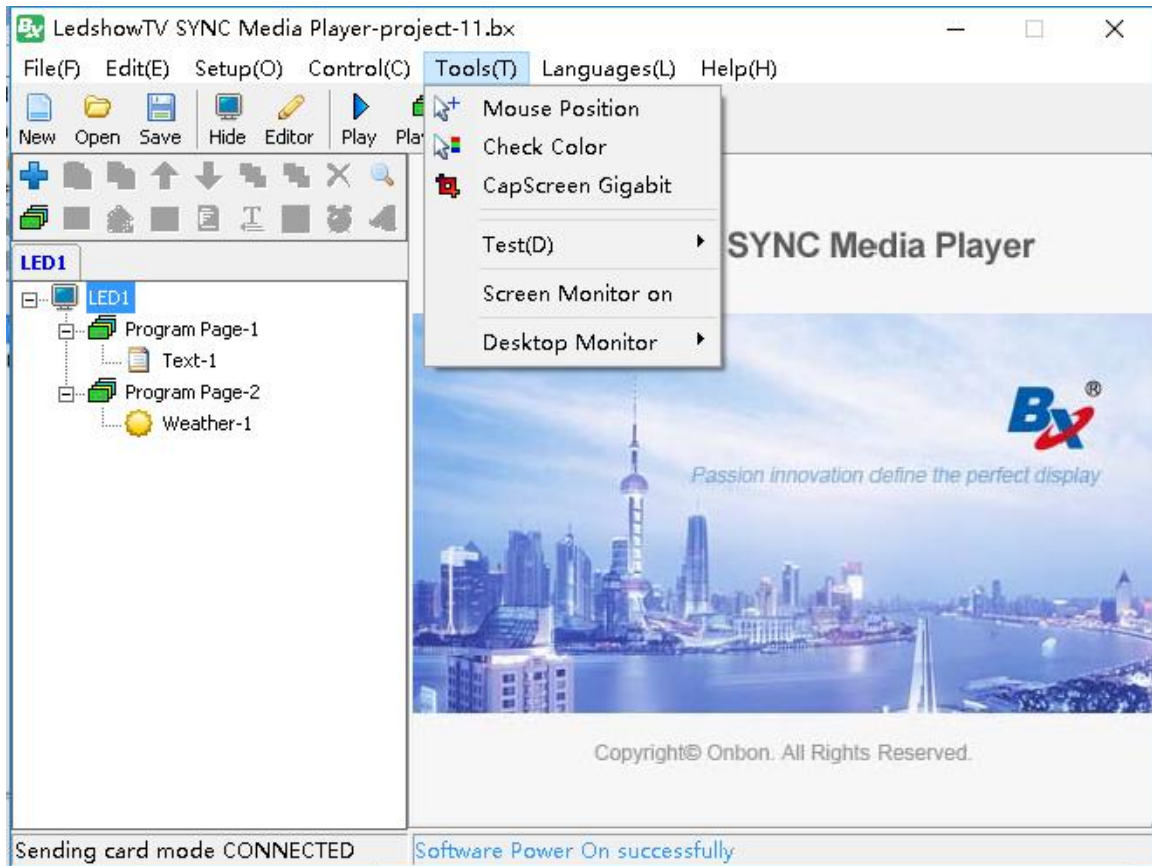 LedshowTV SYNC Media Player-project-11.bx
File(F) Edit(E) Setup(O) Control(C) Tools(T) Languages(L) Help(H)
New Open Save Hide Editor Play
Mouse Position
Check Color
CapScreen Gigabit
Test(D)
Screen Monitor on
Desktop Monitor
LED1
LED1
Program Page-1
Text-1
Program Page-2
Weather-1
SYNC Media Player
BX®
Passion innovation define the perfect display
Copyright© Onbon. All Rights Reserved.
Sending card mode CONNECTED
Software Power On successfully